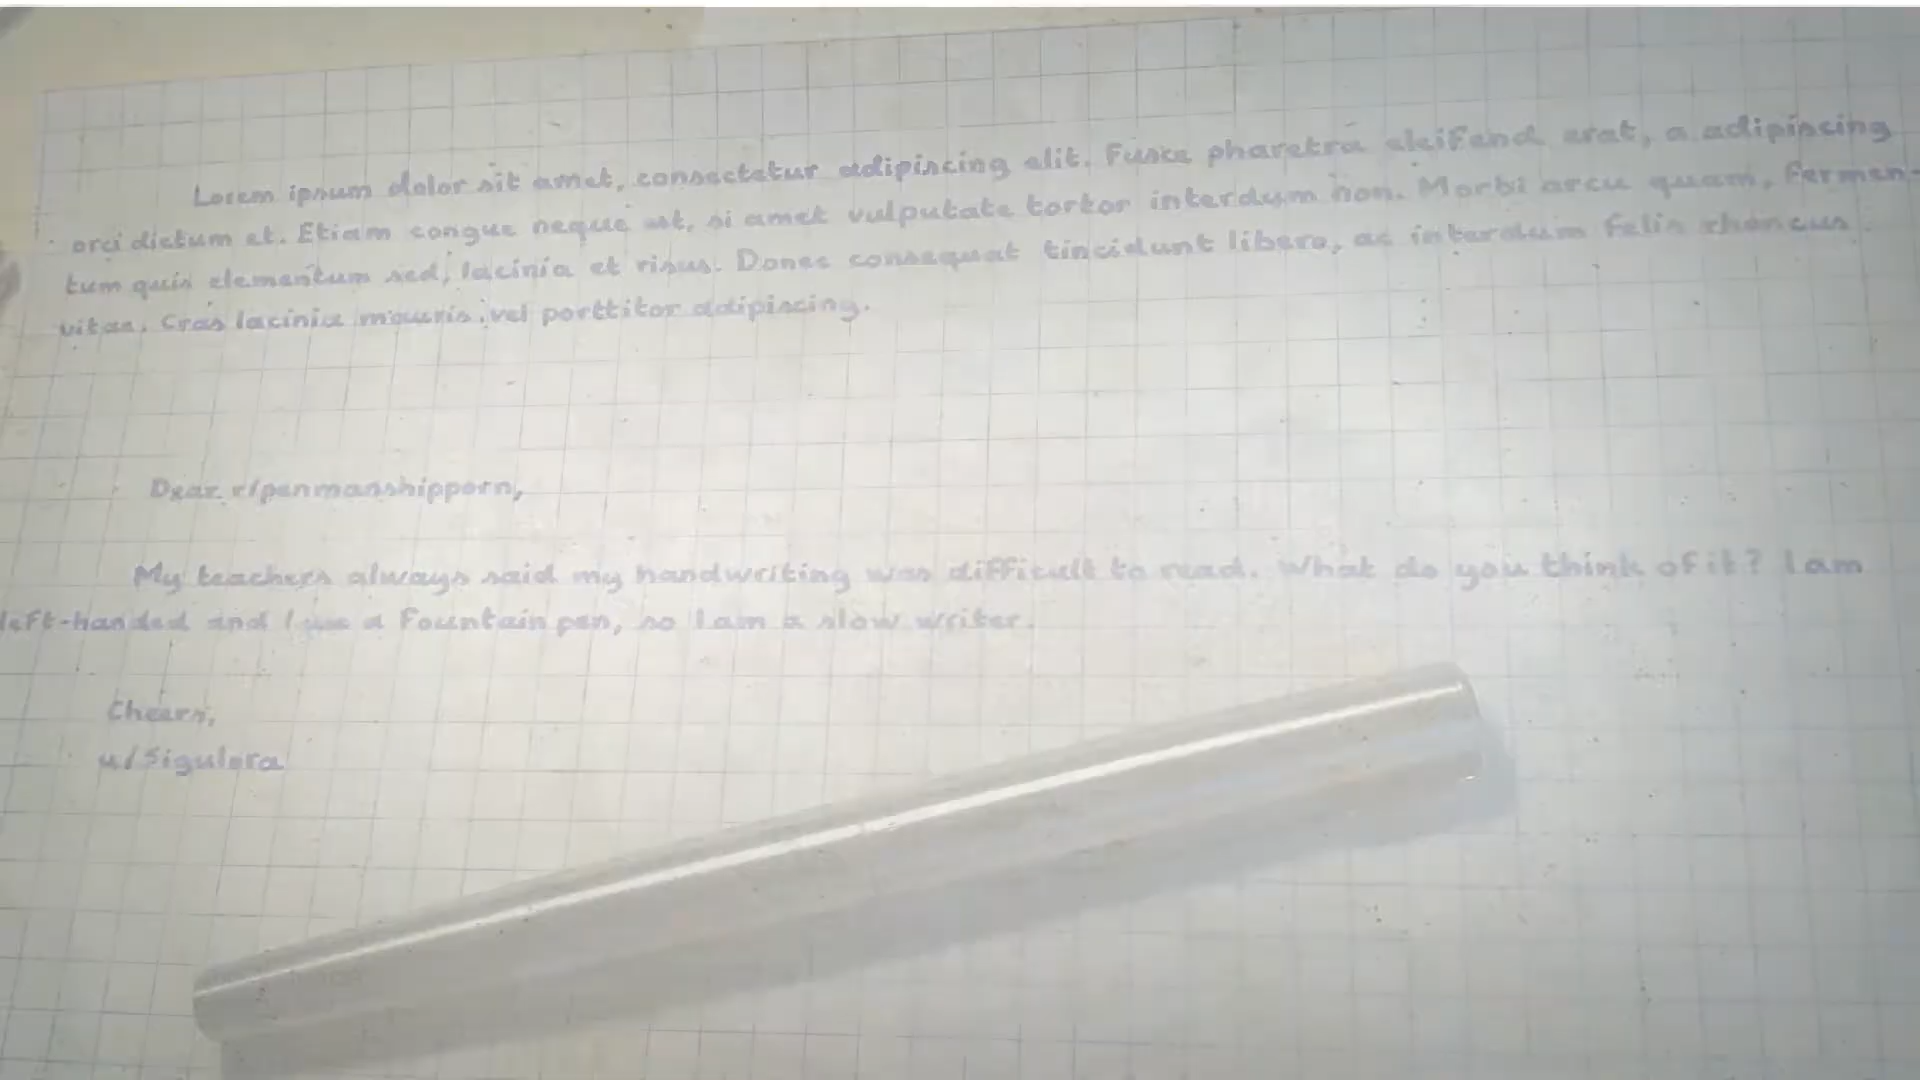 Lorem ipsum dolor sit amet, consectetur adipiscing elit. Fusce pharetra eleifend erat, a adipiscing
orci dictum et. Etiam congue neque est, si amet vulputate tortor interdum non. Morbi arcu quam, fermen-
tum quis elementum sed, lacinia et risus. Donec consequat tincidunt libero, ac interdum felis rhoncus
vitae. Cras lacinia mauris vel porttitor adipiscing.
Dear r/penmanshipporn,
My teachers always said my handwriting was difficult to read. What do you think of it? I am
left-handed and I use a fountain pen, so I am a slow writer.
Cheers,
u/Sigulora